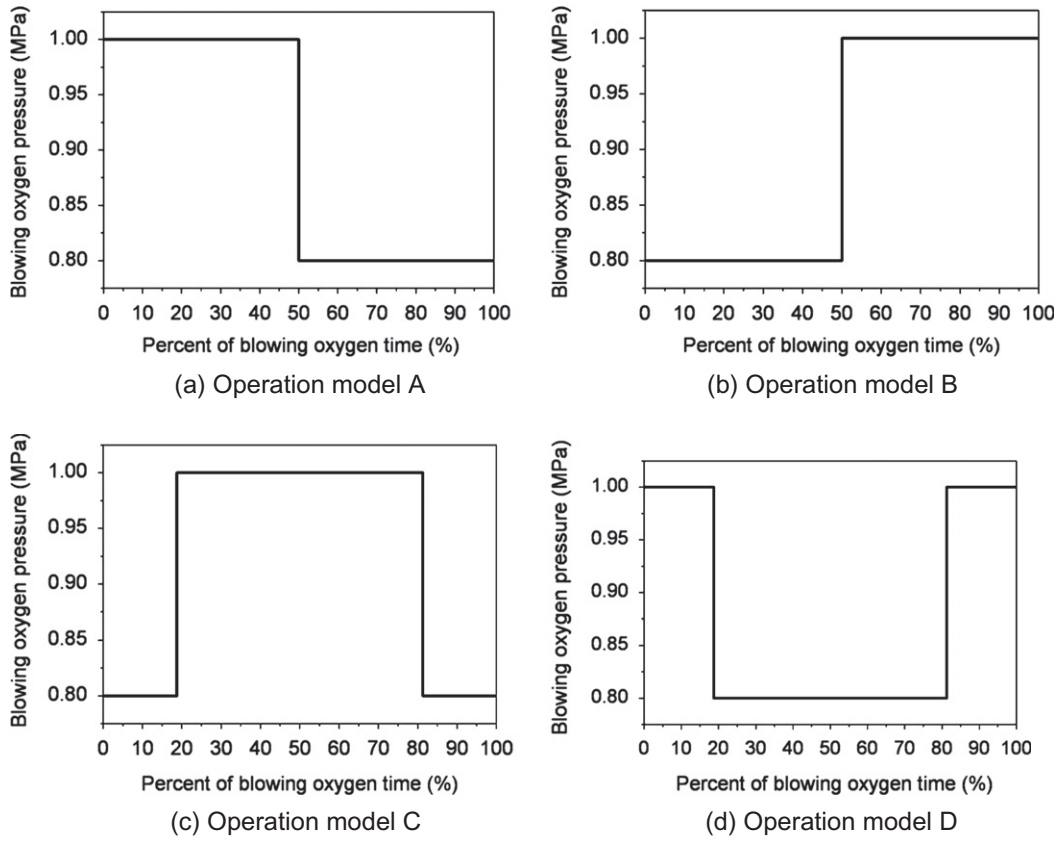 Blowing oxygen pressure (MPa)
1.00
0.95
0.90
0.85
0.80
0 10 20 30 40 50 60 70 80 90 100
Percent of blowing oxygen time (%)
(a) Operation model A
Blowing oxygen pressure (MPa)
1.00
0.95
0.90
0.85
0.80
0 10 20 30 40 50 60 70 80 90 100
Percent of blowing oxygen time (%)
(b) Operation model B
Blowing oxygen pressure (MPa)
1.00
0.95
0.90
0.85
0.80
0 10 20 30 40 50 60 70 80 90 100
Percent of blowing oxygen time (%)
(c) Operation model C
Blowing oxygen pressure (MPa)
1.00
0.95
0.90
0.85
0.80
0 10 20 30 40 50 60 70 80 90 100
Percent of blowing oxygen time (%)
(d) Operation model D